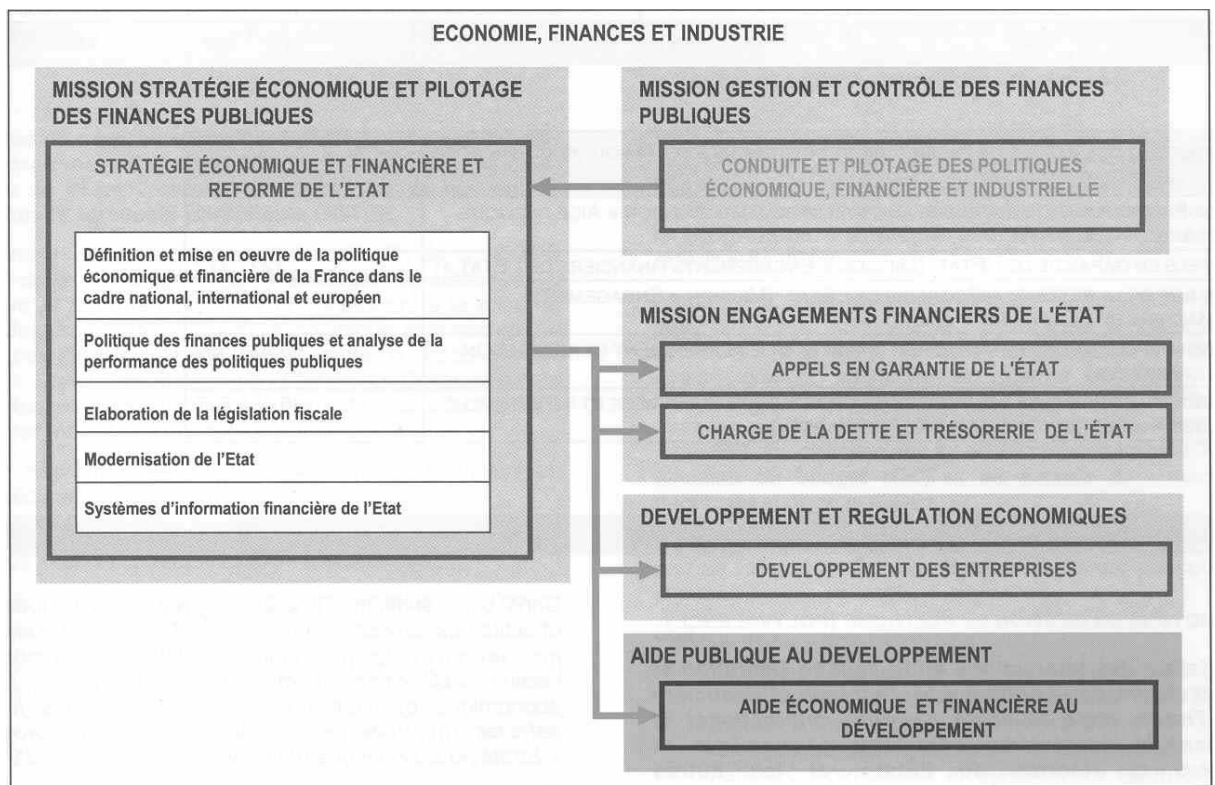 ECONOMIE, FINANCES ET INDUSTRIE
MISSION STRATÉGIE ÉCONOMIQUE ET PILOTAGE
DES FINANCES PUBLIQUES
STRATÉGIE ÉCONOMIQUE ET FINANCIÈRE ET
REFORME DE L'ETAT
Définition et mise en oeuvre de la politique
économique et financière de la France dans le
cadre national, international et européen
Politique des finances publiques et analyse de la
performance des politiques publiques
Elaboration de la législation fiscale
Modernisation de l'Etat
Systèmes d'information financière de l'Etat
MISSION GESTION ET CONTRÔLE DES FINANCES
PUBLIQUES
CONDUITE ET PILOTAGE DES POLITIQUES
ÉCONOMIQUE, FINANCIÈRE ET INDUSTRIELLE
MISSION ENGAGEMENTS FINANCIERS DE L'ÉTAT
APPELS EN GARANTIE DE L'ÉTAT
CHARGE DE LA DETTE ET TRÉSORERIE DE L'ÉTAT
DEVELOPPEMENT ET REGULATION ECONOMIQUES
DEVELOPPEMENT DES ENTREPRISES
AIDE PUBLIQUE AU DEVELOPPEMENT
AIDE ÉCONOMIQUE ET FINANCIÈRE AU
DÉVELOPPEMENT